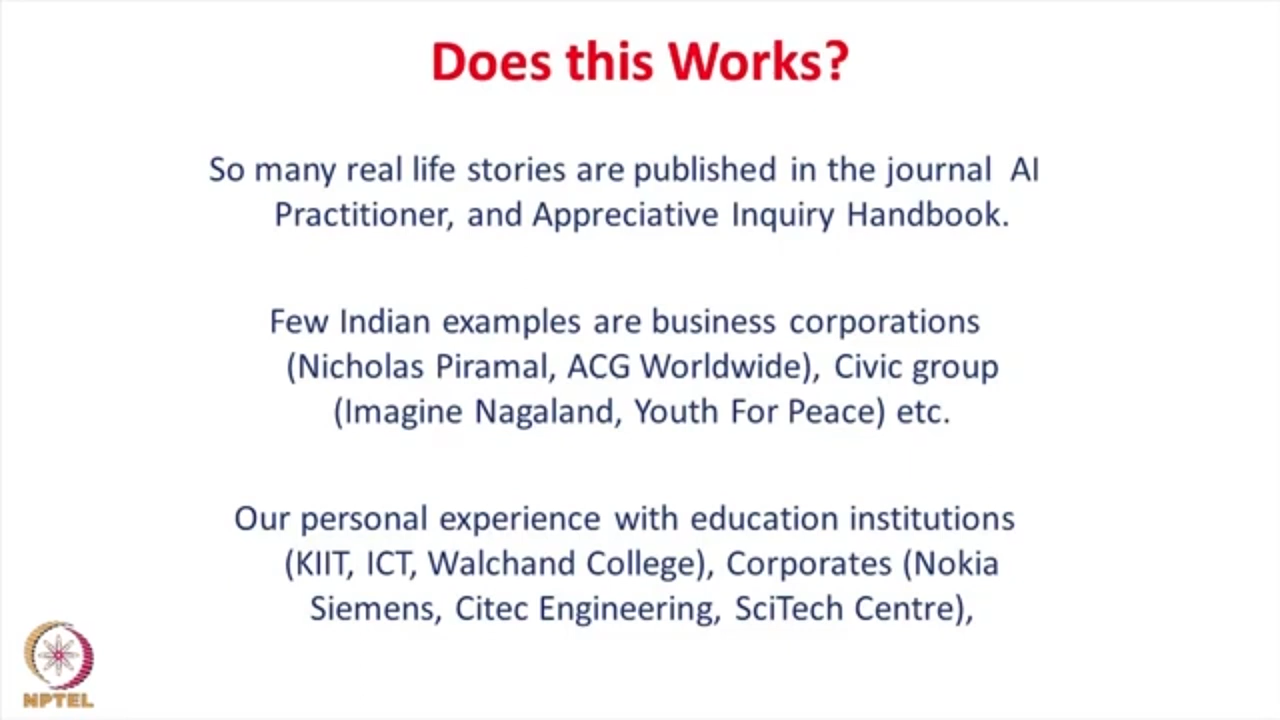 Does this Works?
So many real life stories are published in the journal AI
Practitioner, and Appreciative Inquiry Handbook.
Few Indian examples are business corporations
(Nicholas Piramal, ACG Worldwide), Civic group
(Imagine Nagaland, Youth For Peace) etc.
Our personal experience with education institutions
(KIIT, ICT, Walchand College), Corporates (Nokia
Siemens, Citec Engineering, SciTech Centre),
NPTEL